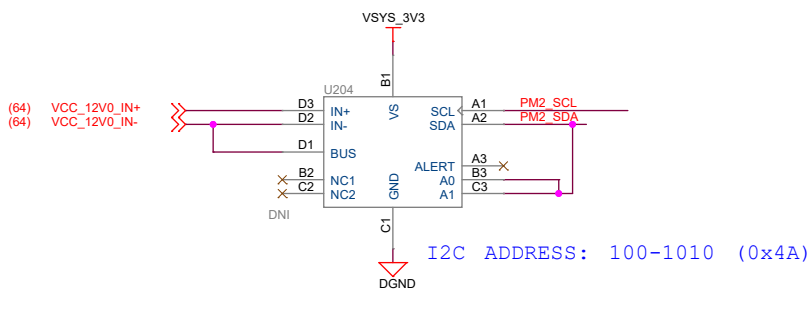 VSYS_3V3
B1
U204
(64) VCC_12V0_IN+ D3 IN+ VS SCL A1 PM2_SCL
(64) VCC_12V0_IN- D2 IN- SDA A2 PM2_SDA
D1 BUS
ALERT A3
B2 NC1 A0 B3
C2 NC2 GND A1 C3
DNI
C1
I2C ADDRESS: 100-1010 (0x4A)
DGND